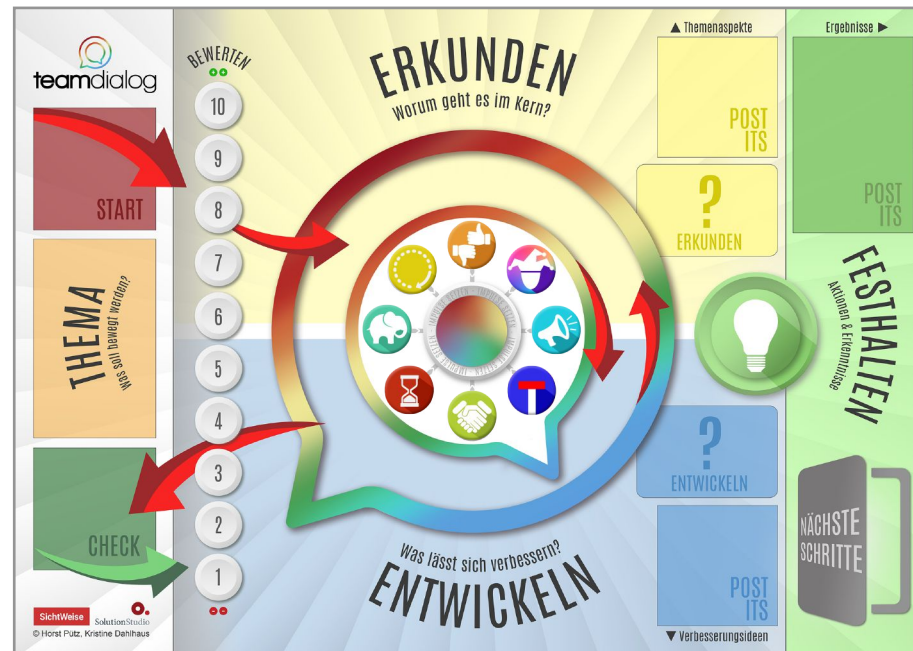 teamdialog
START
THEMA
Was soll bewegt werden?
CHECK
SichtWeise
SolutionStudio
© Horst Pütz, Kristine Dahlhaus
BEWERTEN
10
9
8
7
6
5
4
3
2
1
ERKUNDEN
Worum geht es im Kern?
Was lässt sich verbessern?
ENTWICKELN
▲ Themenaspekte
POST
ITS
?
ERKUNDEN
?
ENTWICKELN
POST
ITS
▼ Verbesserungsideen
Ergebnisse ►
POST
ITS
FESTHALTEN
Aktionen & Erkenntnisse
NÄCHSTE
SCHRITTE